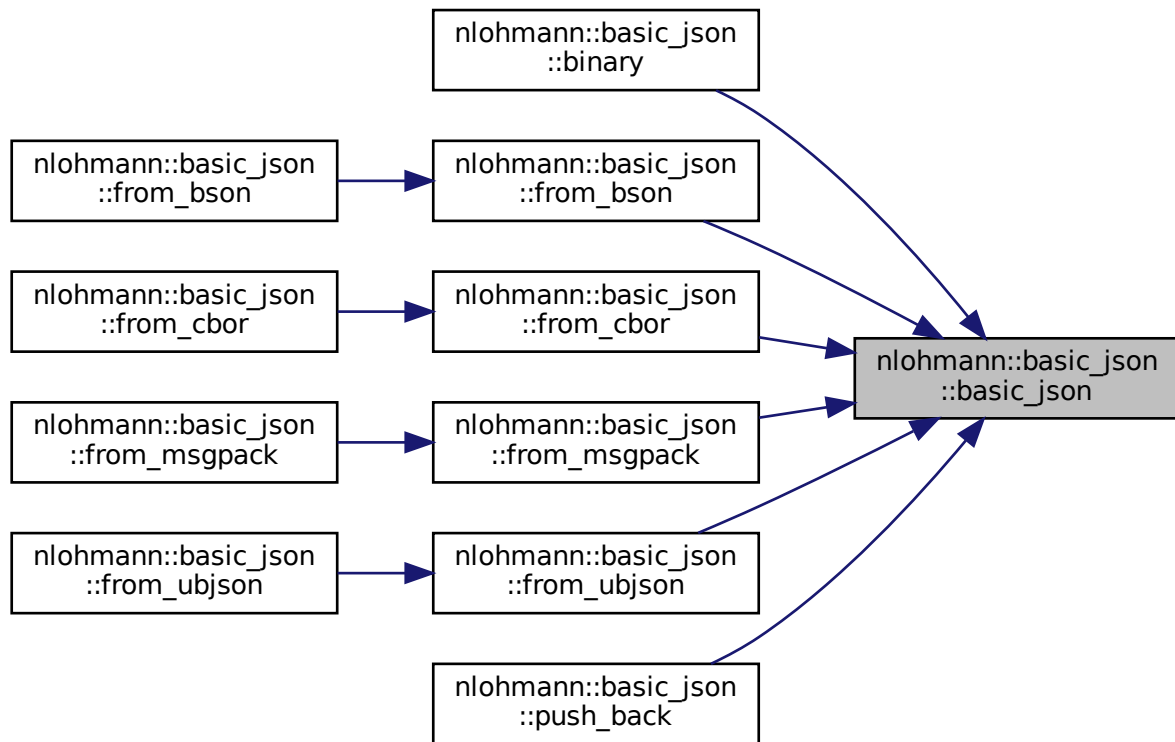 nlohmann::basic_json
::binary
nlohmann::basic_json
::from_bson
nlohmann::basic_json
::from_bson
nlohmann::basic_json
::from_cbor
nlohmann::basic_json
::from_cbor
nlohmann::basic_json
::basic_json
nlohmann::basic_json
::from_msgpack
nlohmann::basic_json
::from_msgpack
nlohmann::basic_json
::from_ubjson
nlohmann::basic_json
::from_ubjson
nlohmann::basic_json
::push_back